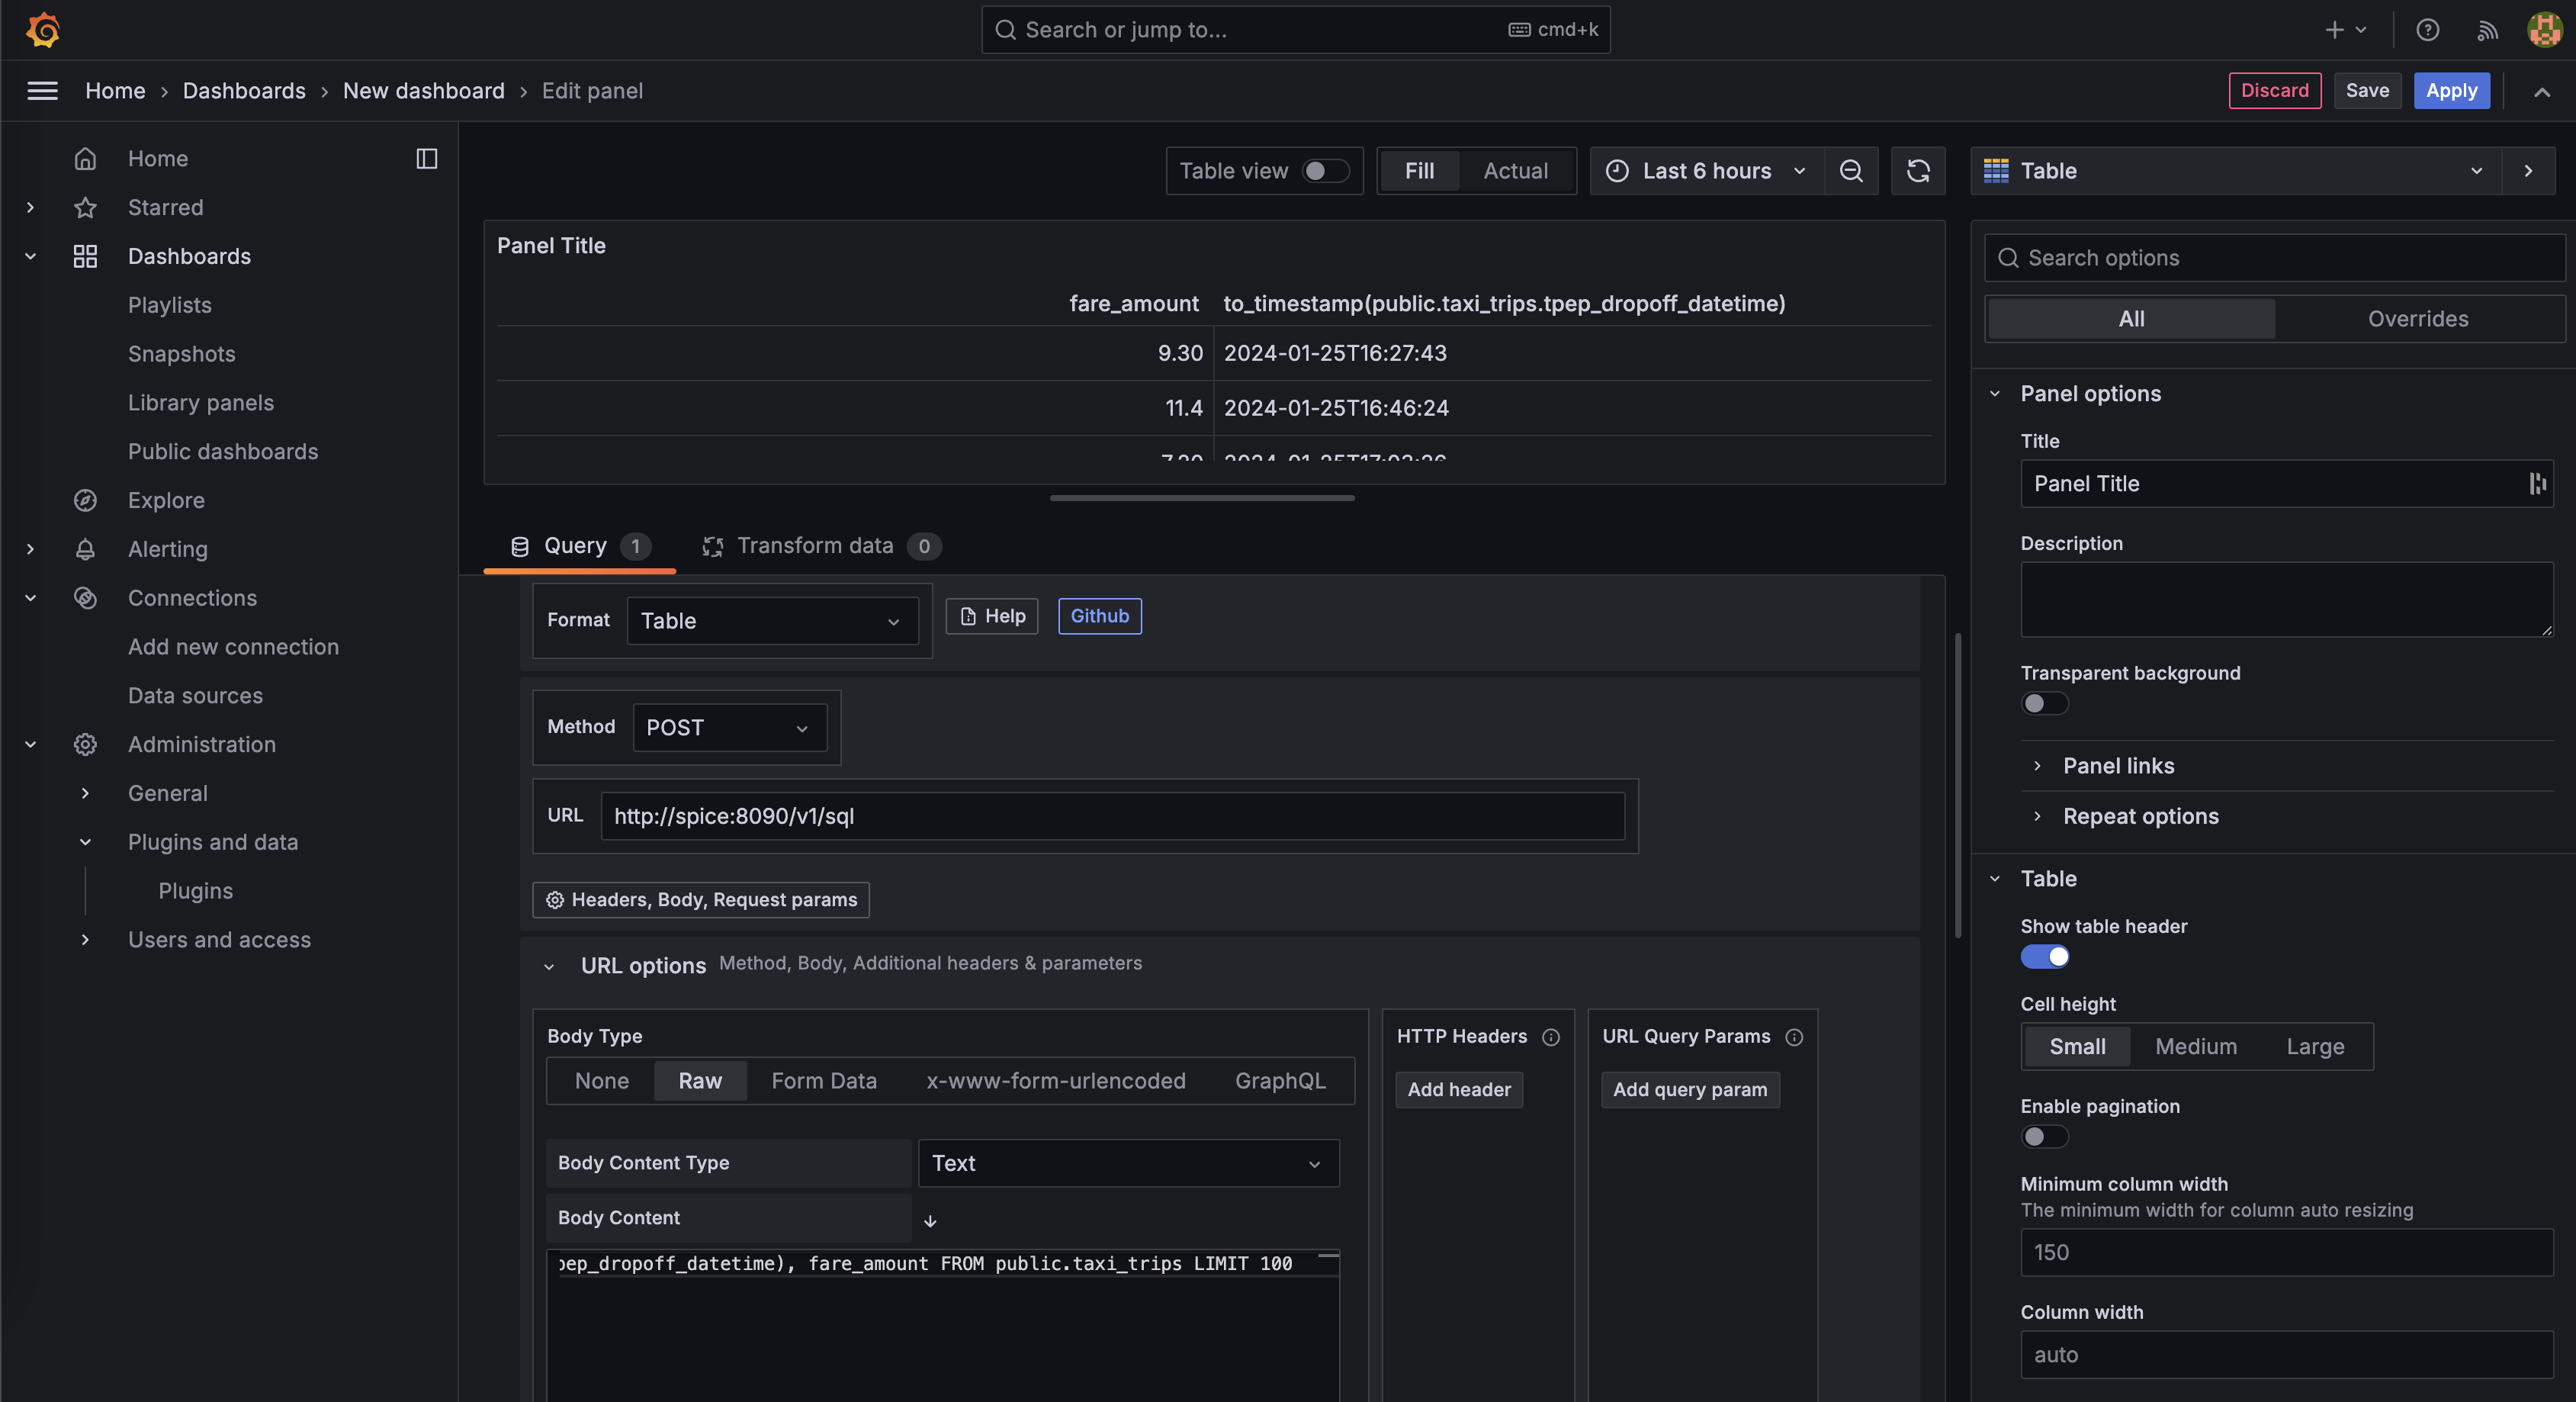 Search or jump to... cmd+k
Home > Dashboards > New dashboard > Edit panel
Discard Save Apply
Home
Starred
Dashboards
Playlists
Snapshots
Library panels
Public dashboards
Explore
Alerting
Connections
Add new connection
Data sources
Administration
General
Plugins and data
Plugins
Users and access
Table view Fill Actual Last 6 hours
Panel Title
fare_amount to_timestamp(public.taxi_trips.tpep_dropoff_datetime)
9.30 2024-01-25T16:27:43
11.4 2024-01-25T16:46:24
7.20 2024-01-25T17:03:26
Query 1 Transform data 0
Format Table Help Github
Method POST
URL http://spice:8090/v1/sql
Headers, Body, Request params
URL options Method, Body, Additional headers & parameters
Body Type
None Raw Form Data x-www-form-urlencoded GraphQL
Body Content Type Text
Body Content
pep_dropoff_datetime), fare_amount FROM public.taxi_trips LIMIT 100
HTTP Headers
Add header
URL Query Params
Add query param
Table
Search options
All Overrides
Panel options
Title
Panel Title
Description
Transparent background
Panel links
Repeat options
Table
Show table header
Cell height
Small Medium Large
Enable pagination
Minimum column width
The minimum width for column auto resizing
150
Column width
auto